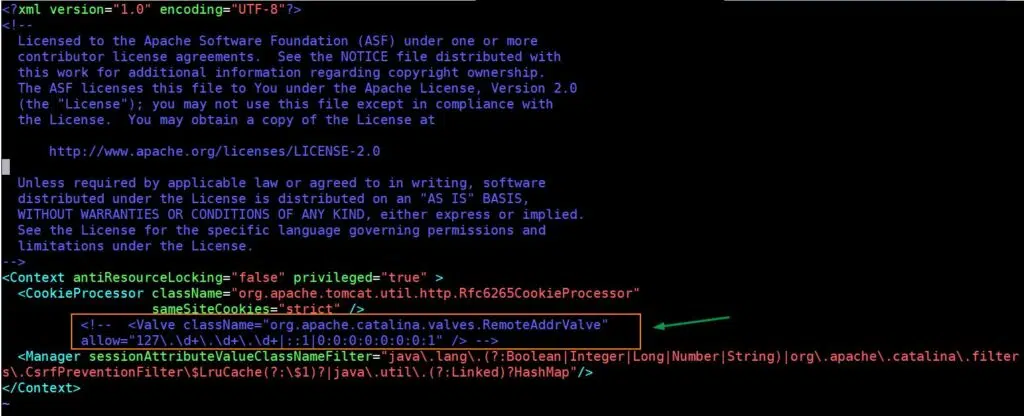 <?xml version="1.0" encoding="UTF-8"?>
<!--
  Licensed to the Apache Software Foundation (ASF) under one or more
  contributor license agreements.  See the NOTICE file distributed with
  this work for additional information regarding copyright ownership.
  The ASF licenses this file to You under the Apache License, Version 2.0
  (the "License"); you may not use this file except in compliance with
  the License.  You may obtain a copy of the License at

      http://www.apache.org/licenses/LICENSE-2.0

  Unless required by applicable law or agreed to in writing, software
  distributed under the License is distributed on an "AS IS" BASIS,
  WITHOUT WARRANTIES OR CONDITIONS OF ANY KIND, either express or implied.
  See the License for the specific language governing permissions and
  limitations under the License.
-->
<Context antiResourceLocking="false" privileged="true" >
  <CookieProcessor className="org.apache.tomcat.util.http.Rfc6265CookieProcessor"
                   sameSiteCookies="strict" />
          <!--  <Valve className="org.apache.catalina.valves.RemoteAddrValve"
          allow="127\.\d+\.\d+\.\d+|::1|0:0:0:0:0:0:0:1" /> -->
  <Manager sessionAttributeValueClassNameFilter="java\.lang\.(?:Boolean|Integer|Long|Number|String)|org\.apache\.catalina\.filter
s\.CsrfPreventionFilter\$LruCache(?:\$1)?|java\.util\.(?:Linked)?HashMap"/>
</Context>
~